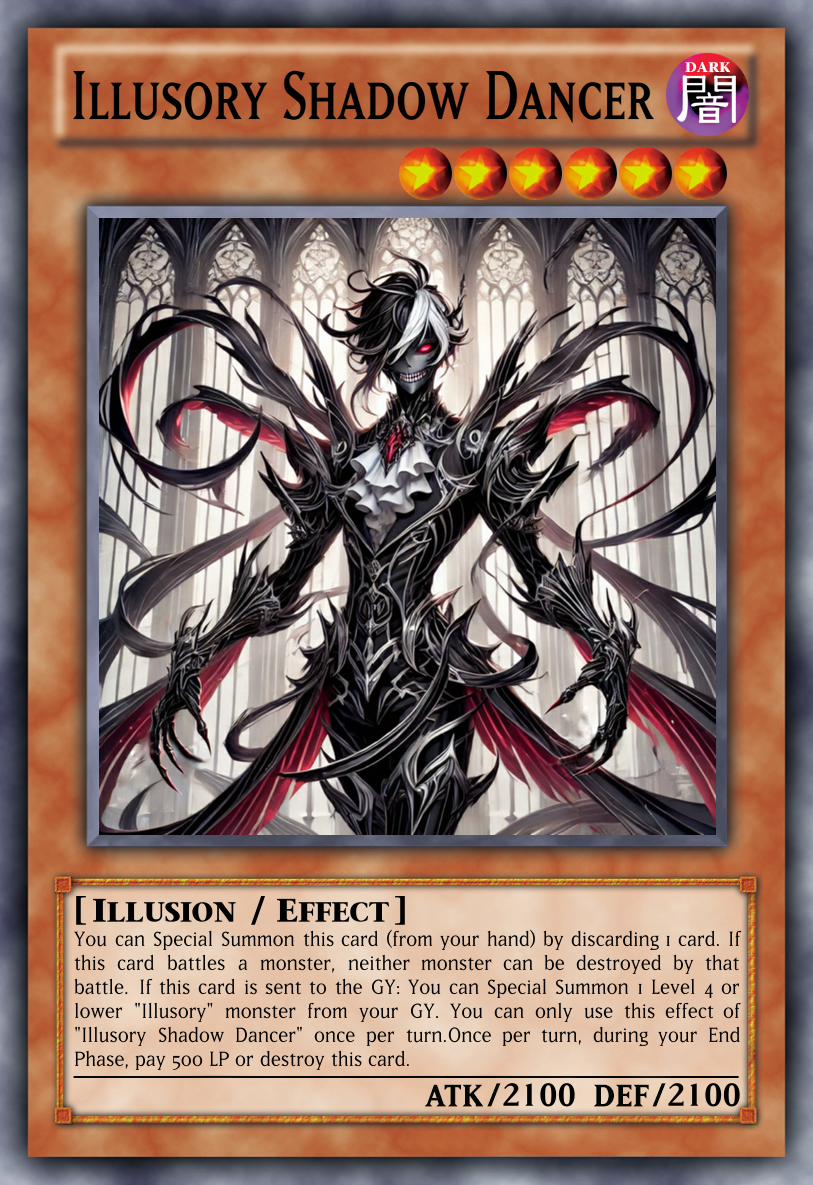 Illusory Shadow Dancer
DARK
闇
[ Illusion / Effect ]
You can Special Summon this card (from your hand) by discarding 1 card. If
this card battles a monster, neither monster can be destroyed by that
battle. If this card is sent to the GY: You can Special Summon 1 Level 4 or
lower "Illusory" monster from your GY. You can only use this effect of
"Illusory Shadow Dancer" once per turn.Once per turn, during your End
Phase, pay 500 LP or destroy this card.
ATK/2100 DEF/2100